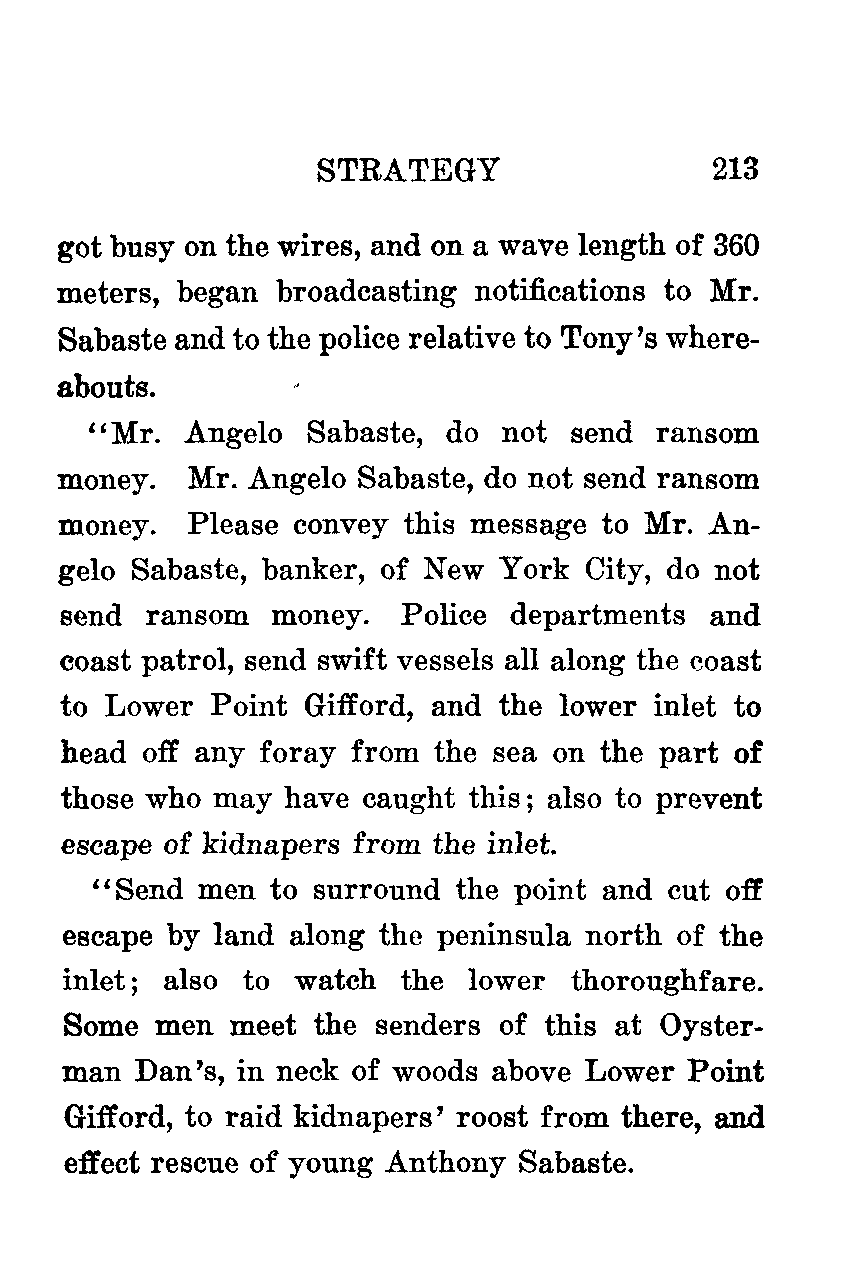 STRATEGY 213
got busy on the wires, and on a wave length of 360
meters, began broadcasting notifications to Mr.
Sabaste and to the police relative to Tony's where-
abouts.
"Mr. Angelo Sabaste, do not send ransom
money. Mr. Angelo Sabaste, do not send ransom
money. Please convey this message to Mr. An-
gelo Sabaste, banker, of New York City, do not
send ransom money. Police departments and
coast patrol, send swift vessels all along the coast
to Lower Point Gifford, and the lower inlet to
head off any foray from the sea on the part of
those who may have caught this; also to prevent
escape of kidnapers from the inlet.
"Send men to surround the point and cut off
escape by land along the peninsula north of the
inlet; also to watch the lower thoroughfare.
Some men meet the senders of this at Oyster-
man Dan's, in neck of woods above Lower Point
Gifford, to raid kidnapers' roost from there, and
effect rescue of young Anthony Sabaste.